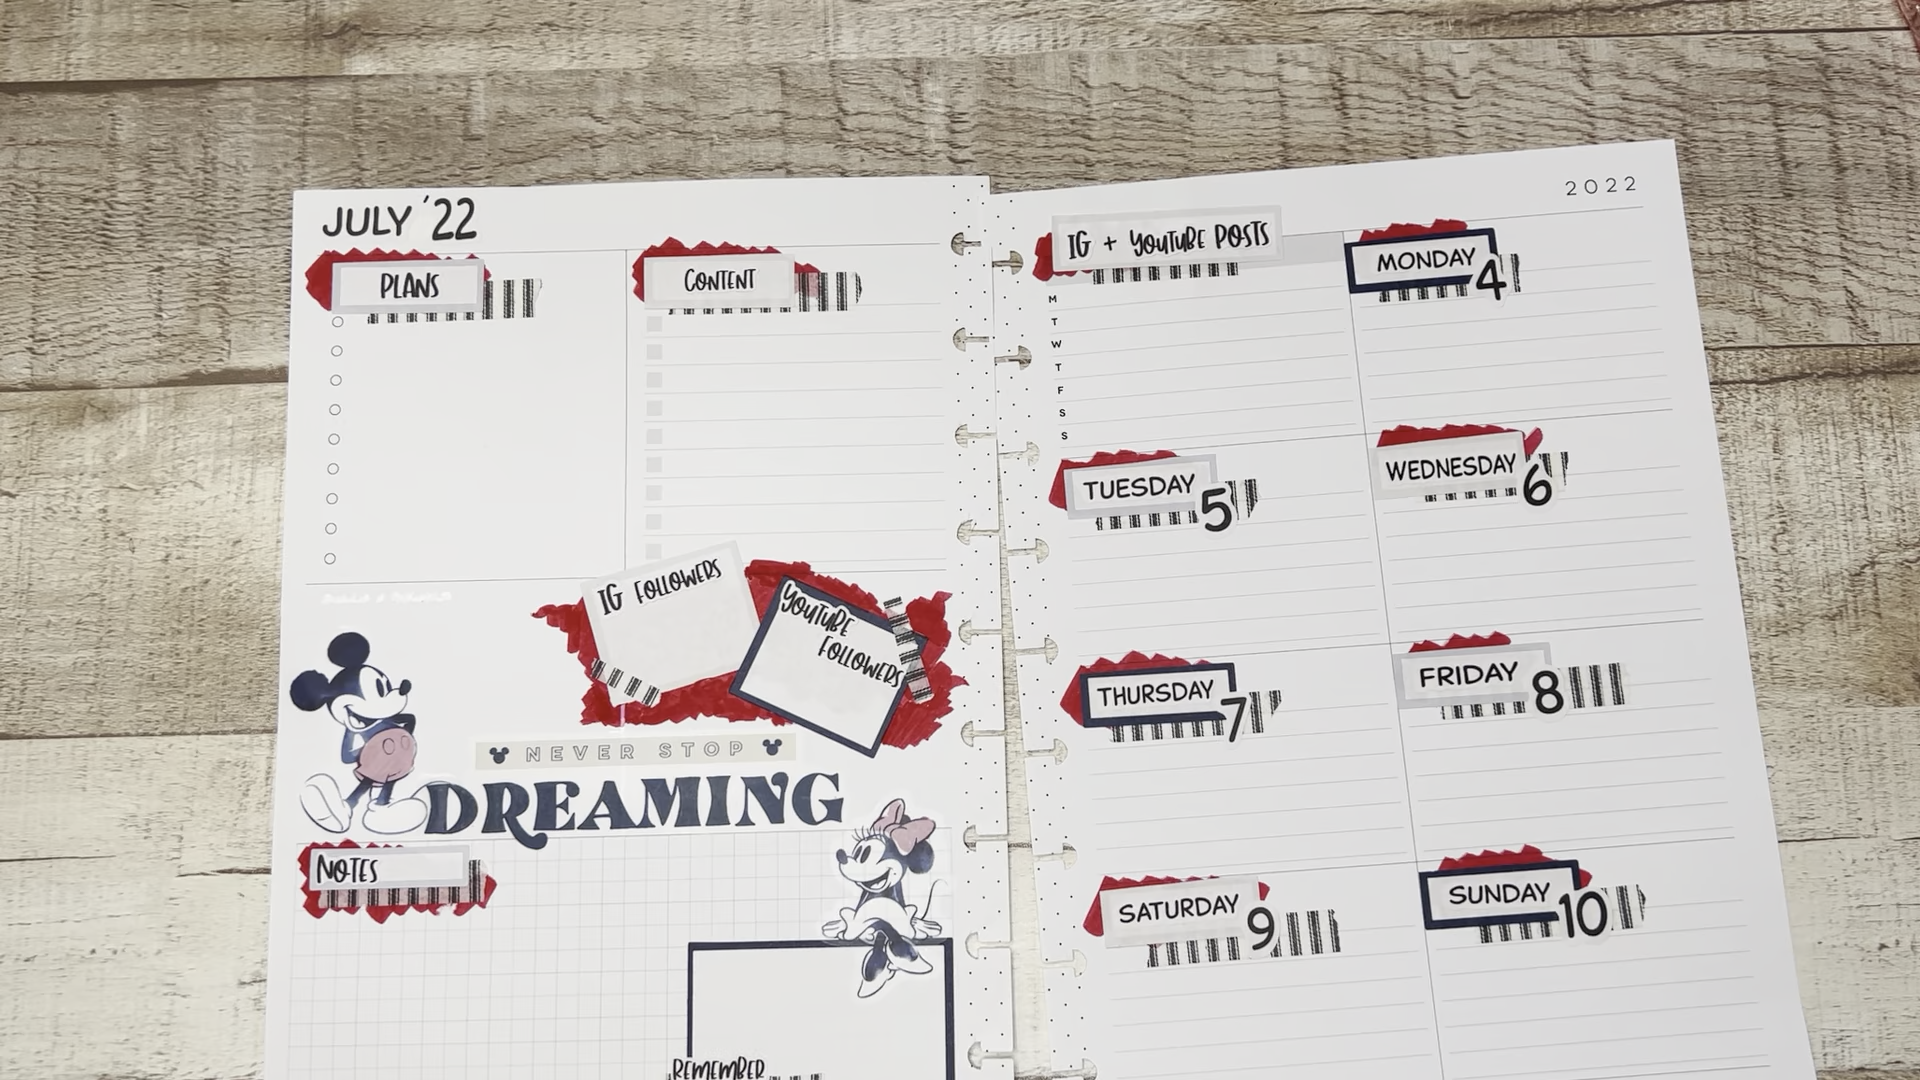 JULY '22
PLANS
CONTENT
IG FOLLOWERS
YOUTUBE
FOLLOWERS
NEVER STOP
DREAMING
NOTES
REMEMBER
2022
IG + YOUTUBE POSTS
M
T
W
T
F
S
S
MONDAY 4
TUESDAY 5
WEDNESDAY 6
THURSDAY 7
FRIDAY 8
SATURDAY 9
SUNDAY 10